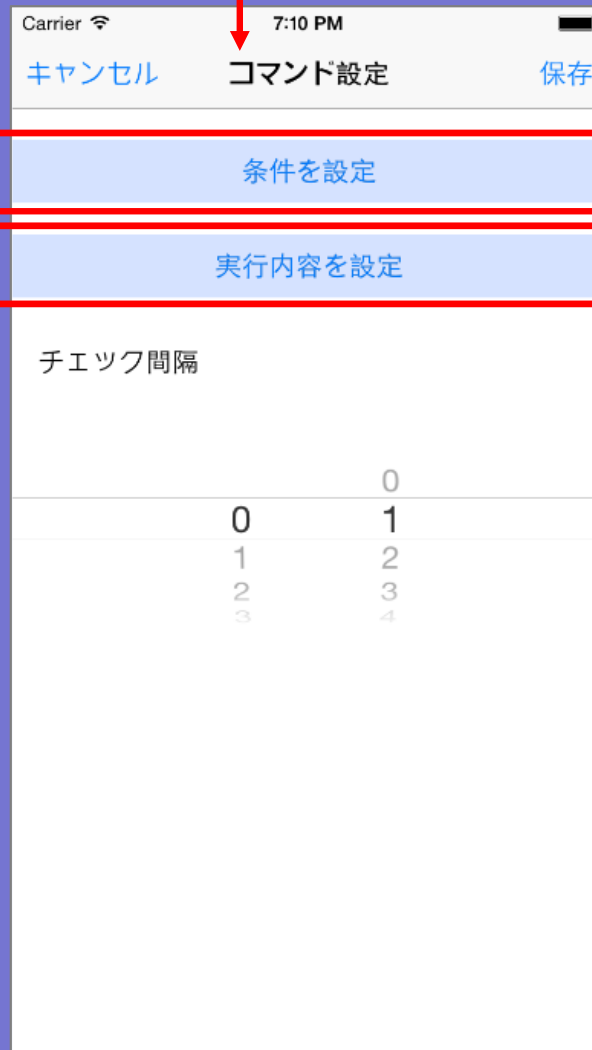 Carrier 7:10 PM
キャンセル コマンド設定 保存
条件を設定
実行内容を設定
チェック間隔
0
0 1
1 2
2 3
3 4